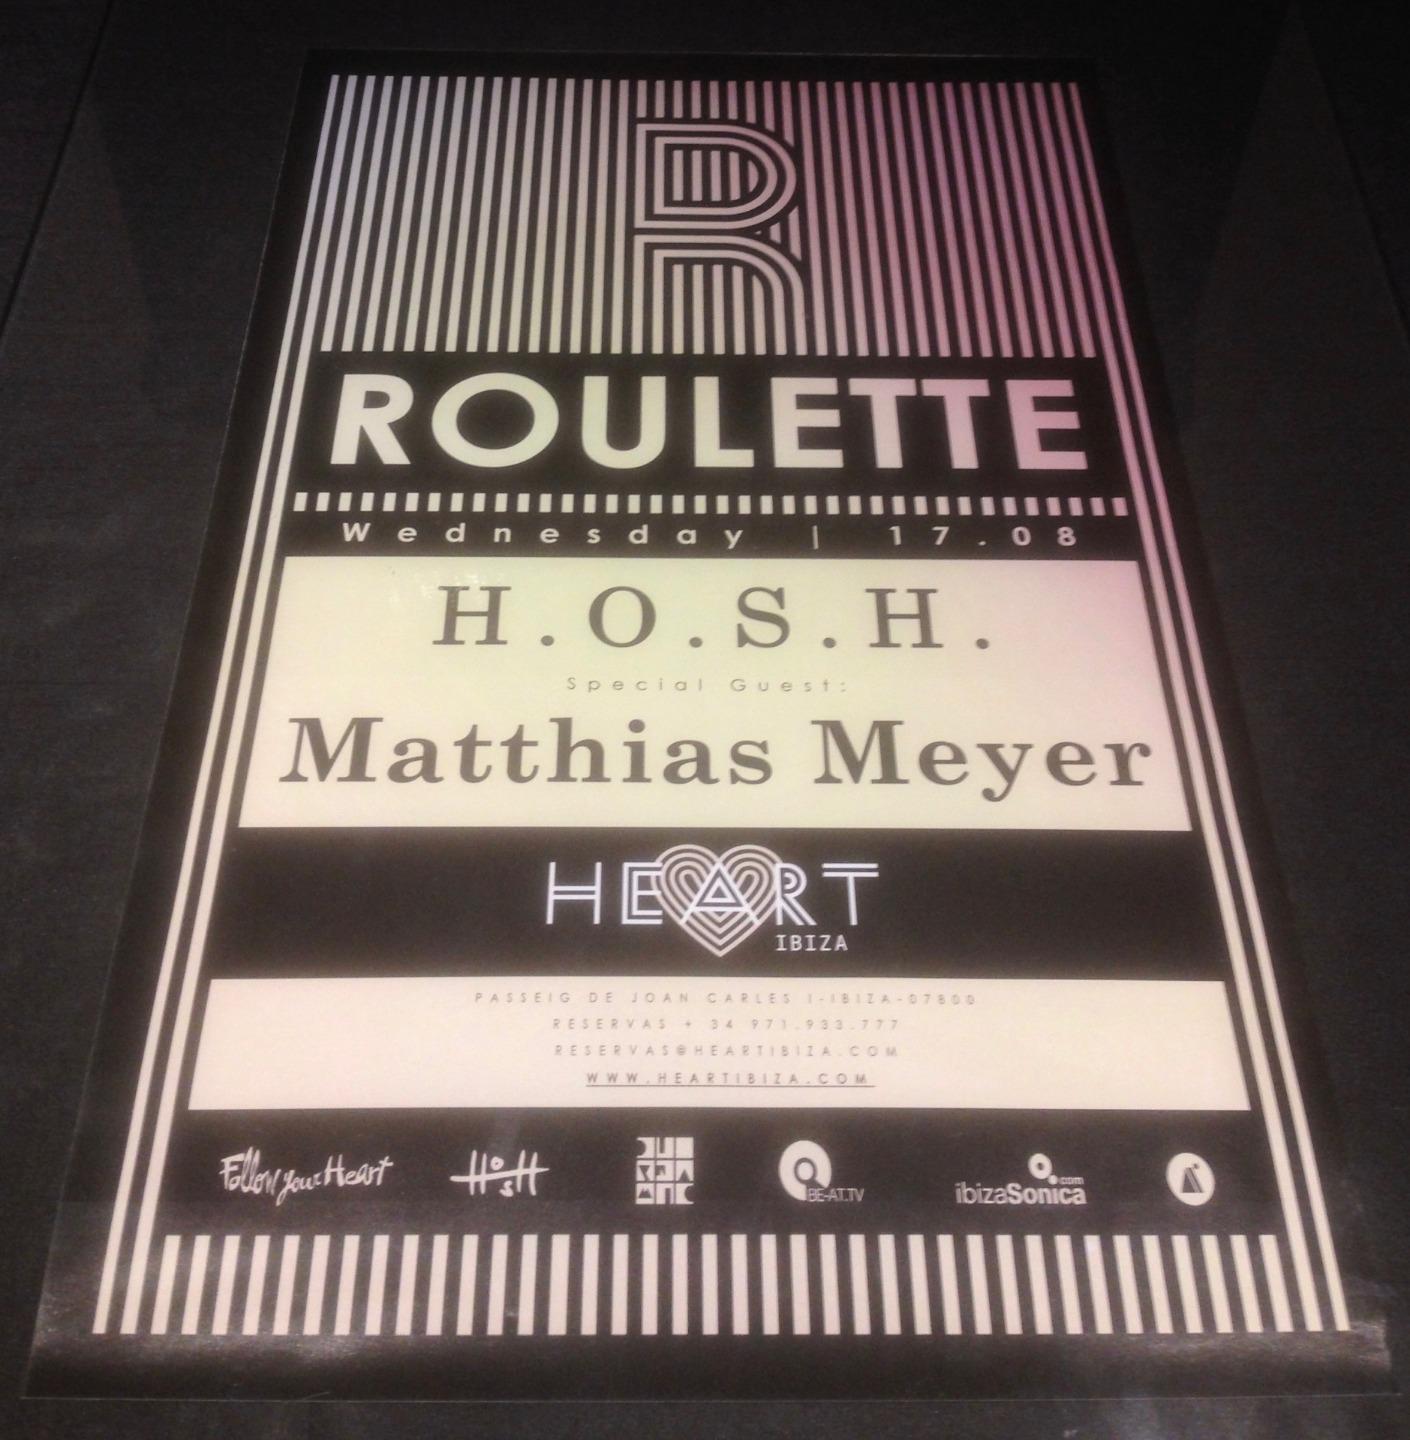 R
ROULETTE
Wednesday | 17.08
H.O.S.H.
Special Guest:
Matthias Meyer
HEART
IBIZA
PASSEIG DE JOAN CARLES I-IBIZA-07800
RESERVAS + 34 971.933.777
RESERVAS@HEARTIBIZA.COM
WWW.HEARTIBIZA.COM
Follow your Heart
HOSH
BE-AT.TV
ibizaSonica.com